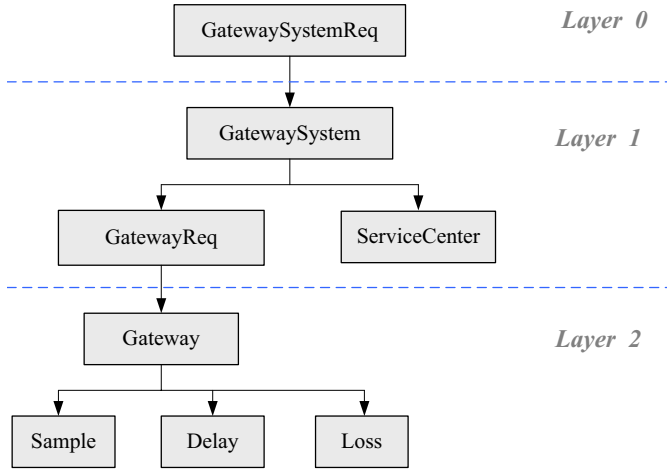 GatewaySystemReq
Layer 0
GatewaySystem
Layer 1
GatewayReq
ServiceCenter
Gateway
Layer 2
Sample
Delay
Loss